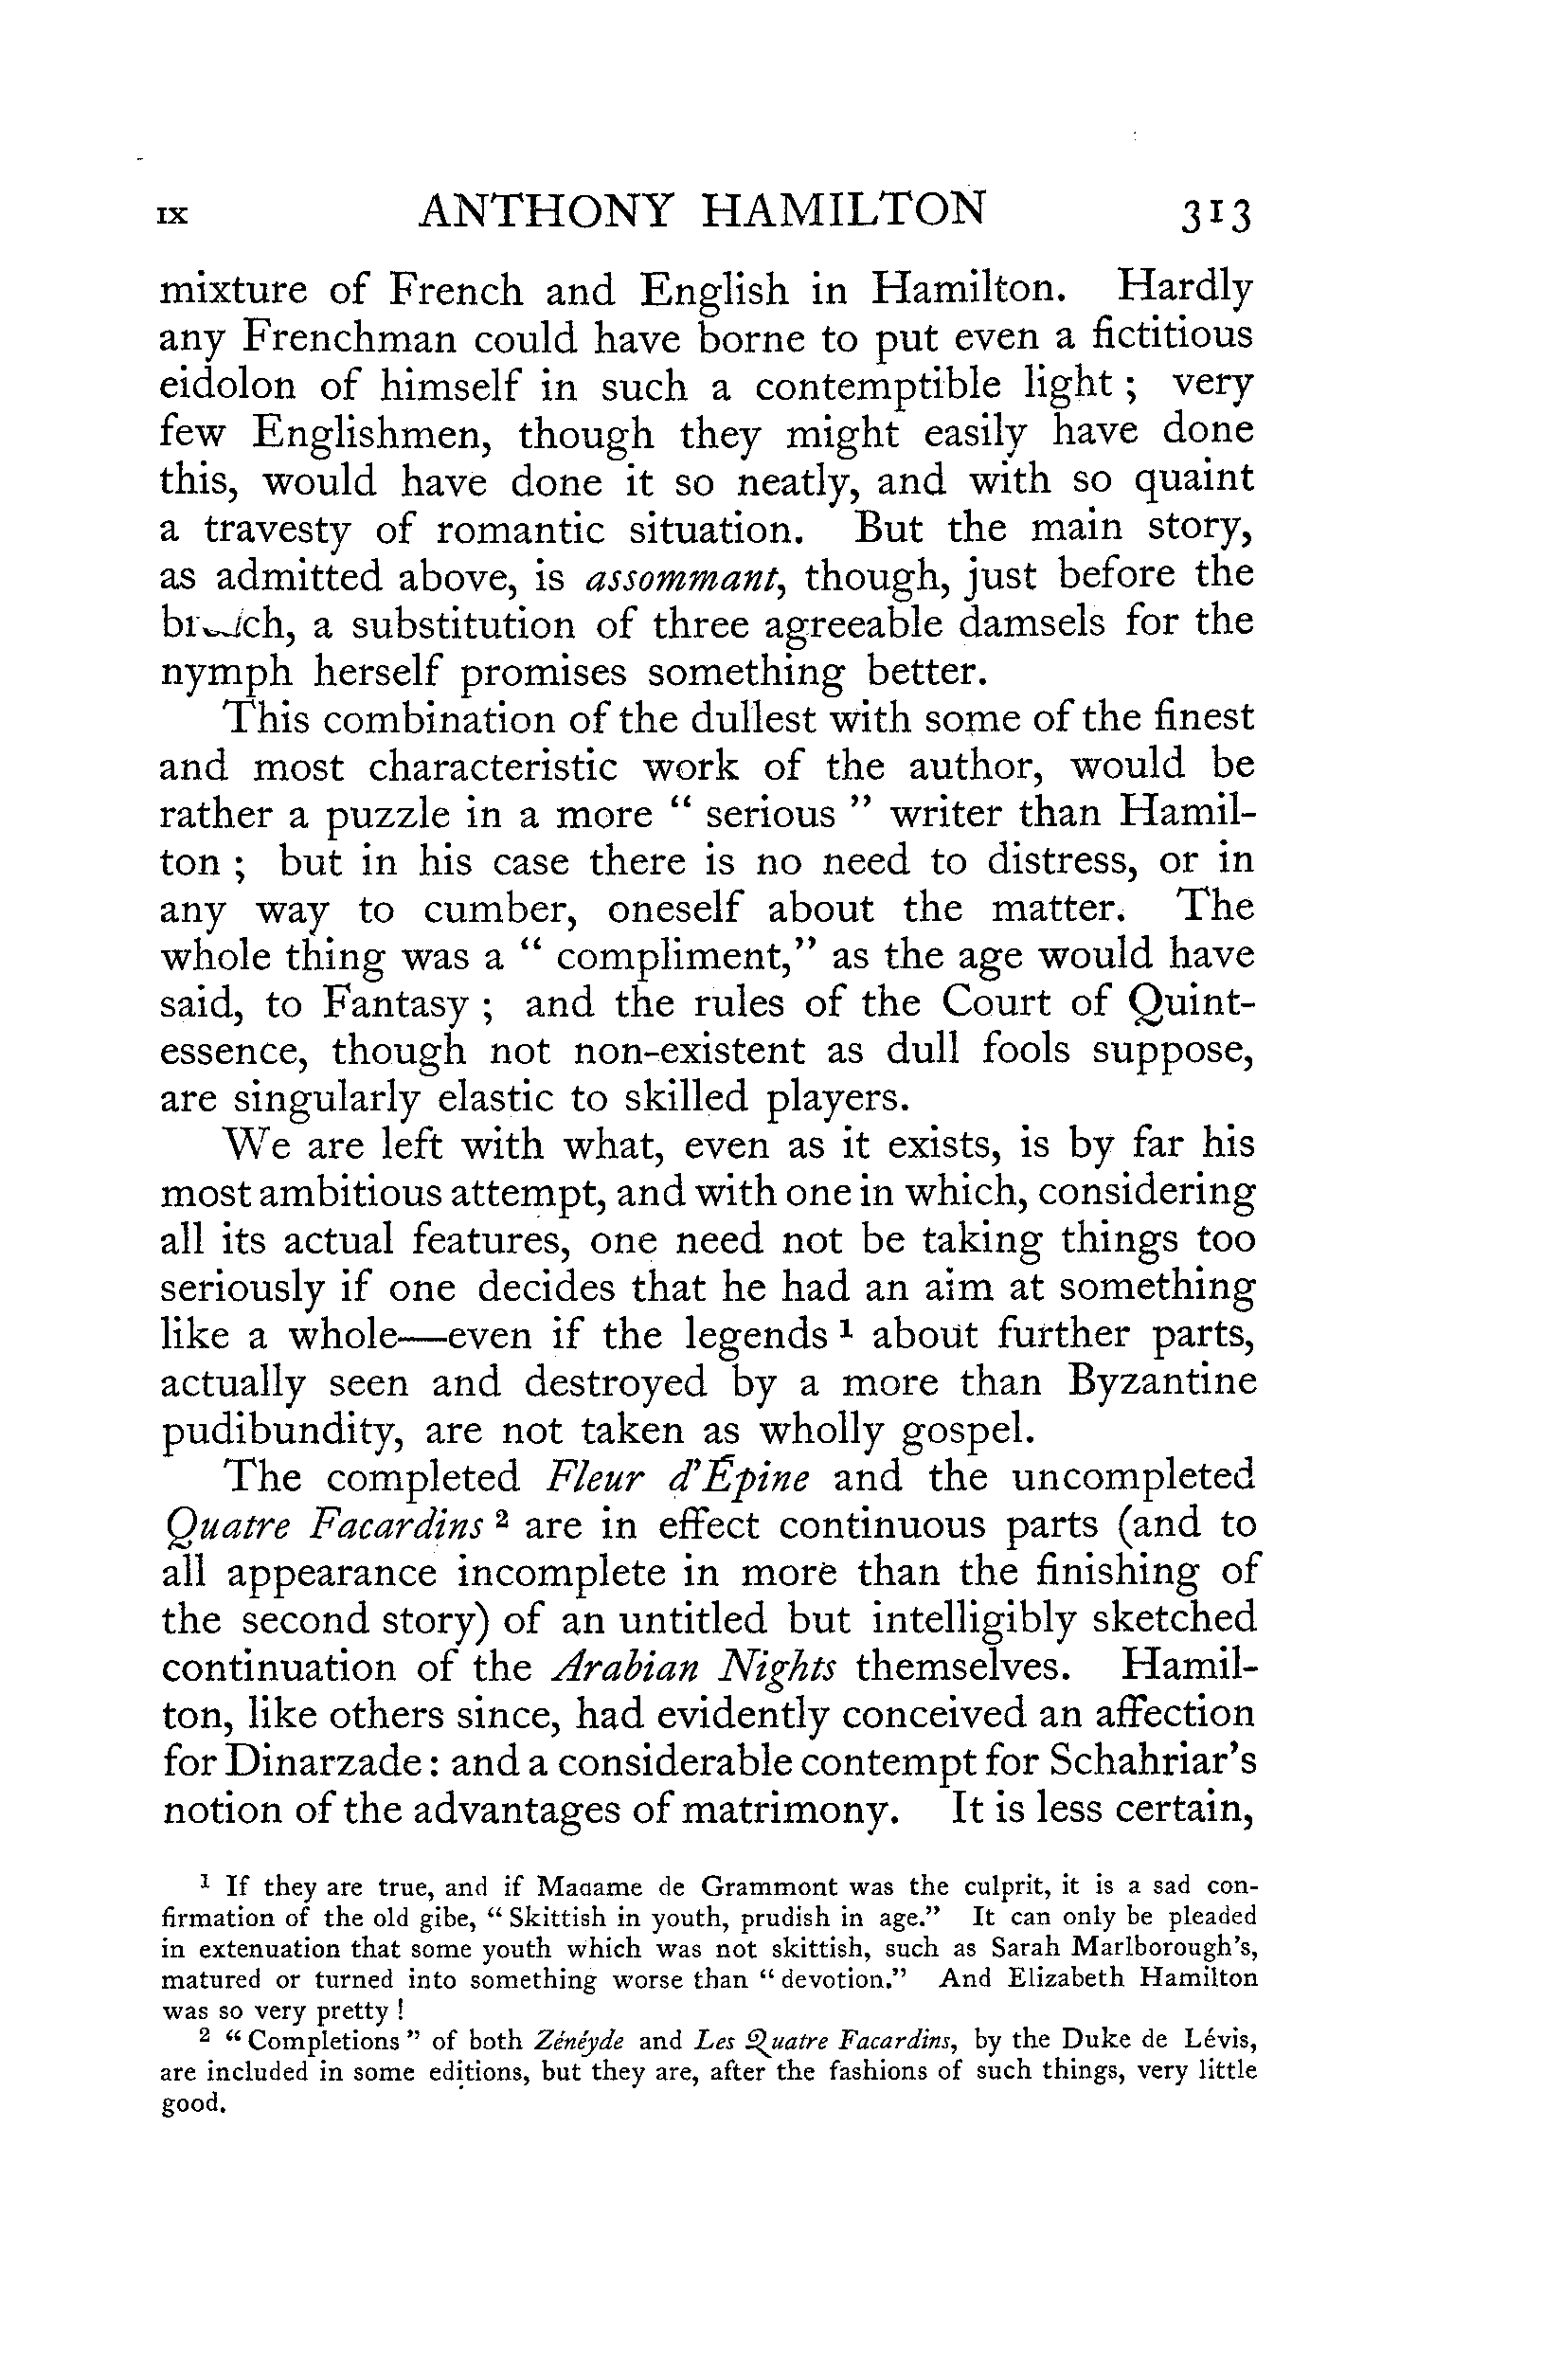 IX ANTHONY HAMILTON 313
mixture of French and English in Hamilton. Hardly
any Frenchman could have borne to put even a fictitious
eidolon of himself in such a contemptible light ; very
few Englishmen, though they might easily have done
this, would have done it so neatly, and with so quaint
a travesty of romantic situation. But the main story,
as admitted above, is assommant, though, just before the
a substitution of three agreeable damsels for the
nymph herself promises something better.
This combination of the dullest with some of the finest
and most characteristic work of the author, would be
rather a puzzle in a more “ serious ” writer than Hamil-
ton ; but in his case there is no need to distress, or in
any way to cumber, oneself about the matter. The
whole thing was a “ compliment,” as the age would have
said, to Fantasy ; and the rules of the Court of Quint-
essence, though not non-existent as dull fools suppose,
are singularly elastic to skilled players.
We are left with what, even as it exists, is by far his
most ambitious attempt, and with one in which, considering
all its actual features, one need not be taking things too
seriously if one decides that he had an aim at something
like a whole—even if the legends ¹ about further parts,
actually seen and destroyed by a more than Byzantine
pudibundity, are not taken as wholly gospel.
The completed Fleur d’Épine and the uncompleted
Quatre Facardins ² are in effect continuous parts (and to
all appearance incomplete in more than the finishing of
the second story) of an untitled but intelligibly sketched
continuation of the Arabian Nights themselves. Hamil-
ton, like others since, had evidently conceived an affection
for Dinarzade : and a considerable contempt for Schahriar’s
notion of the advantages of matrimony. It is less certain,
¹ If they are true, and if Madame de Grammont was the culprit, it is a sad con-
firmation of the old gibe, “ Skittish in youth, prudish in age.” It can only be pleaded
in extenuation that some youth which was not skittish, such as Sarah Marlborough’s,
matured or turned into something worse than “ devotion.” And Elizabeth Hamilton
was so very pretty !
² “ Completions ” of both Zénéyde and Les Quatre Facardins, by the Duke de Lévis,
are included in some editions, but they are, after the fashions of such things, very little
good.